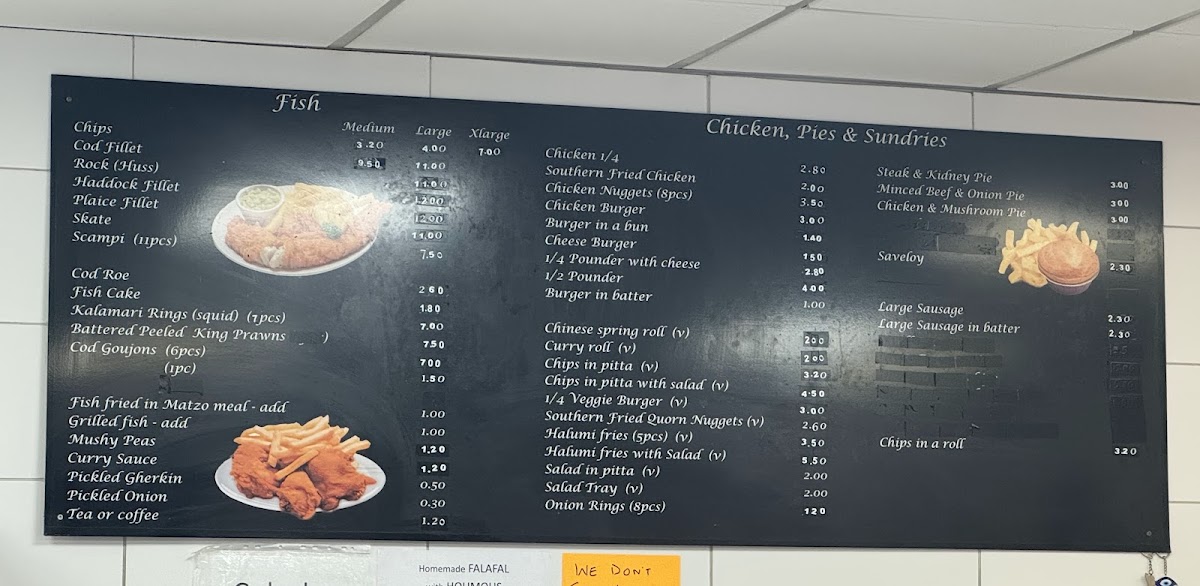 Fish
Medium Large Xlarge
Chips 3.20 4.00 7.00
Cod Fillet 9.50 11.00
Rock (Huss) 11.00
Haddock Fillet 12.00
Plaice Fillet 12.00
Skate 11.00
Scampi (11pcs) 7.50
Cod Roe 2 60
Fish Cake 1.80
Kalamari Rings (squid) (7pcs) 7.00
Battered Peeled King Prawns ) 7.50
Cod Goujons (6pcs) 7 00
(1pc) 1.50
Fish fried in Matzo meal - add 1.00
Grilled fish - add 1.00
Mushy Peas 1.20
Curry Sauce 1.20
Pickled Gherkin 0.50
Pickled Onion 0.30
Tea or coffee 1.20
Chicken, Pies & Sundries
Chicken 1/4 2.80
Southern Fried Chicken 2.00
Chicken Nuggets (8pcs) 3.50
Chicken Burger 3.00
Burger in a bun 1.40
Cheese Burger 1 50
1/4 Pounder with cheese 2.80
1/2 Pounder 4 00
Burger in batter 1.00
Chinese spring roll (v) 2 00
Curry roll (v) 2 00
Chips in pitta (v) 3.20
Chips in pitta with salad (v) 4.50
1/4 Veggie Burger (v) 3.00
Southern Fried Quorn Nuggets (v) 2.60
Halumi fries (5pcs) (v) 3.50
Halumi fries with Salad (v) 5.50
Salad in pitta (v) 2.00
Salad Tray (v) 2.00
Onion Rings (8pcs) 1 20
Steak & Kidney Pie 3.00
Minced Beef & Onion Pie 3 00
Chicken & Mushroom Pie 3.00
Saveloy 2.30
Large Sausage 2.30
Large Sausage in batter 2.30
Chips in a roll 3 20
Homemade FALAFAL
with HOUMOUS
WE DON'T